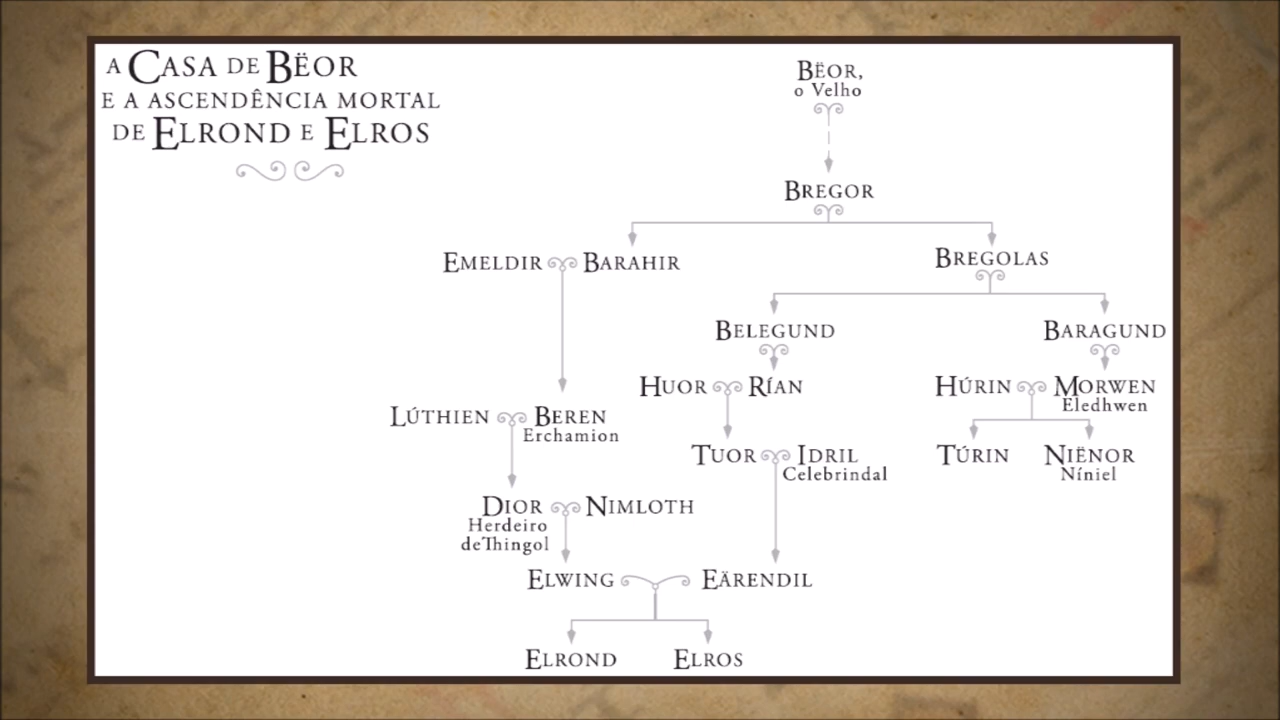 A CASA DE BËOR
E A ASCENDÊNCIA MORTAL
DE ELROND E ELROS
BËOR,
o Velho
BREGOR
EMELDIR BARAHIR
BREGOLAS
BELEGUND
BARAGUND
HUOR RÍAN
HÚRIN MORWEN
Eledhwen
LÚTHIEN BEREN
Erchamion
TUOR IDRIL
Celebrindal
TÚRIN NIËNOR
Níniel
DIOR NIMLOTH
Herdeiro
deThingol
ELWING EÄRENDIL
ELROND ELROS